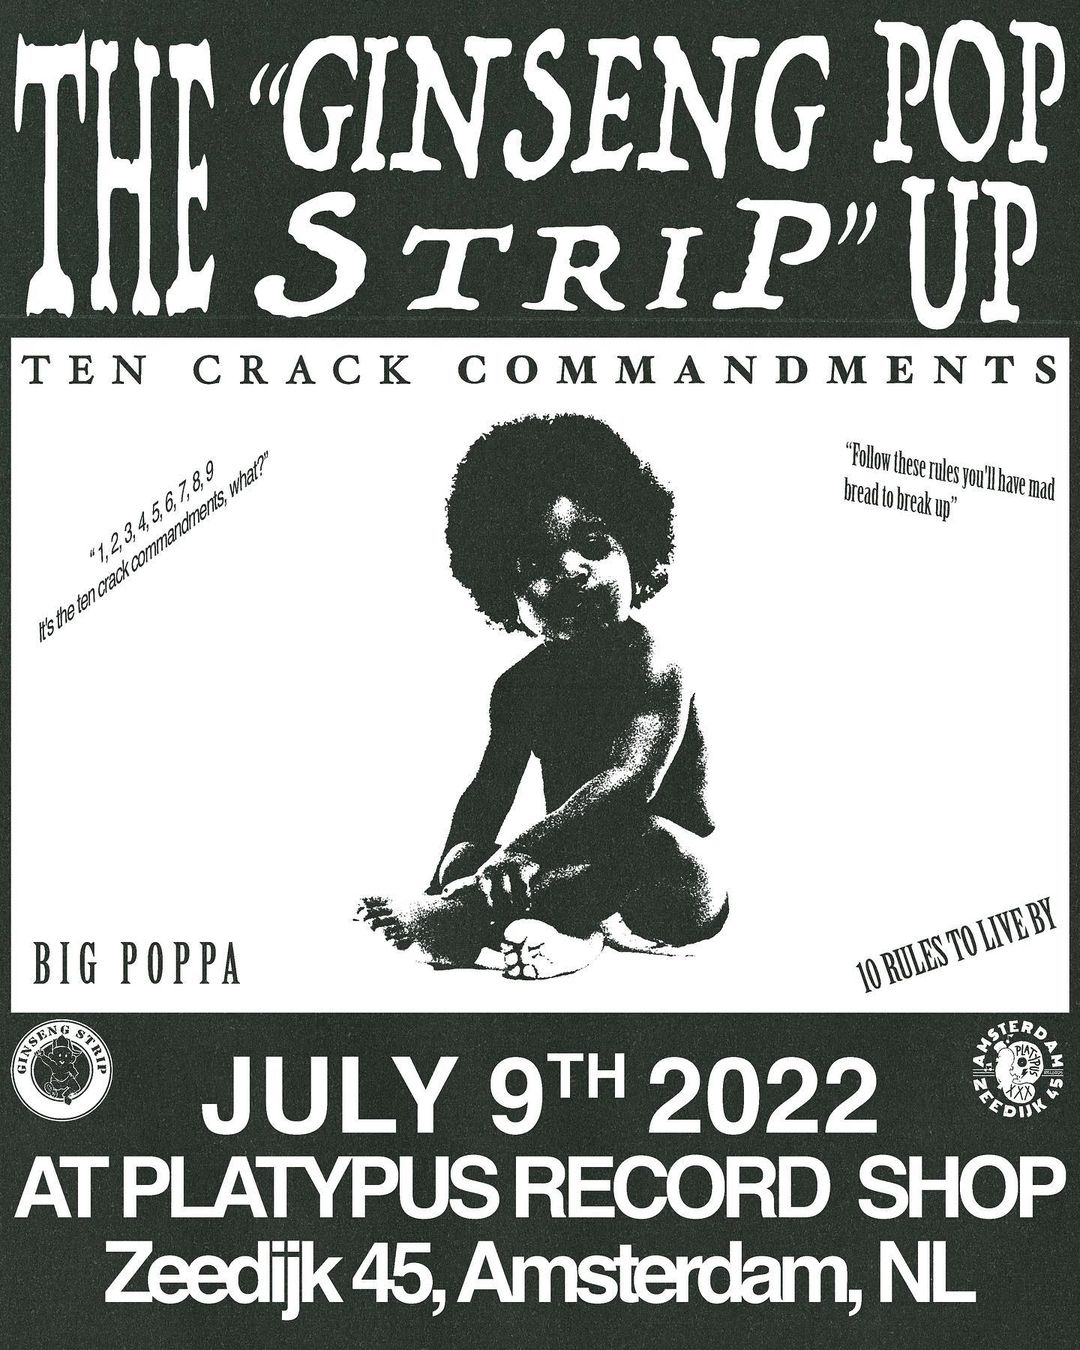 THE "GINSENG STRIP" POP UP
TEN CRACK COMMANDMENTS
" 1, 2, 3, 4, 5, 6, 7, 8, 9
It's the ten crack commandments, what?"
"Follow these rules you'll have mad
bread to break up"
BIG POPPA
10 RULES TO LIVE BY
GINSENG STRIP
AMSTERDAM
PLATYPUS
XXX
ZEEDIJK 45
JULY 9TH 2022
AT PLATYPUS RECORD SHOP
Zeedijk 45, Amsterdam, NL